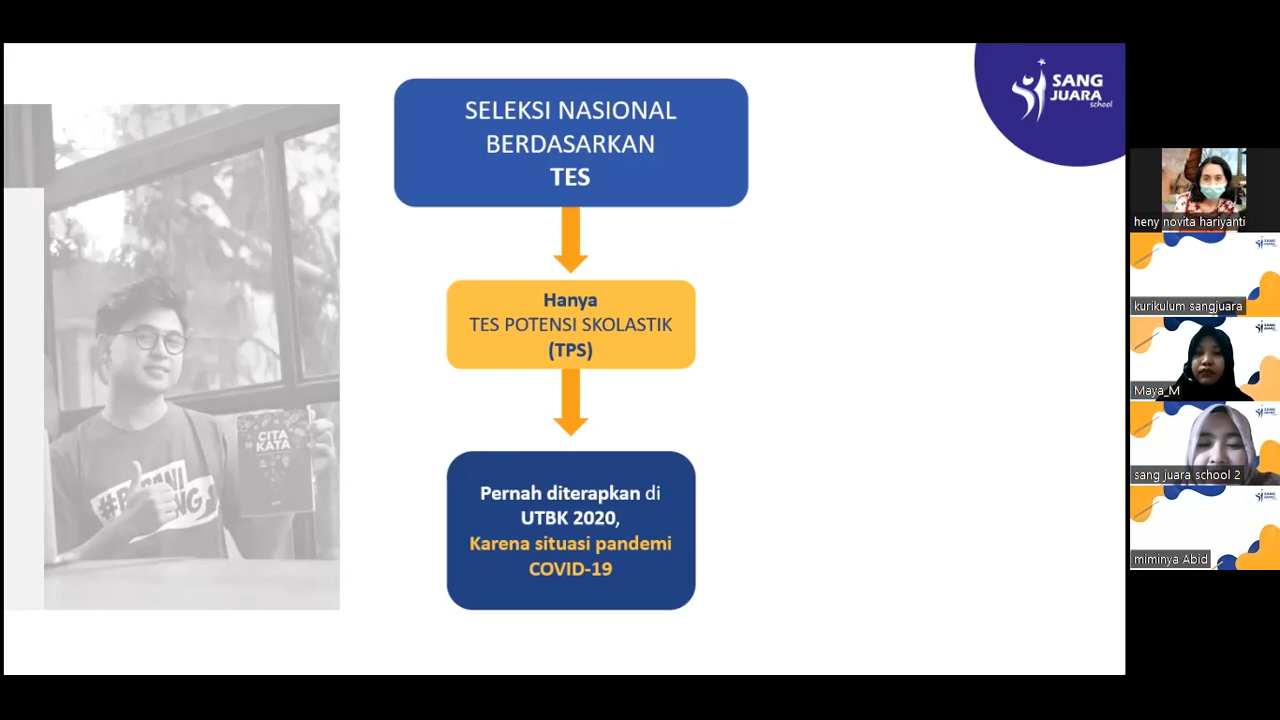 SELEKSI NASIONAL
BERDASARKAN
TES
Hanya
TES POTENSI SKOLASTIK
(TPS)
Pernah diterapkan di
UTBK 2020,
Karena situasi pandemi
COVID-19
CITA
KATA
SANG
JUARA
school
heny novita hariyanti
kurikulum sangjuara
Maya_M
sang juara school 2
miminya Abid